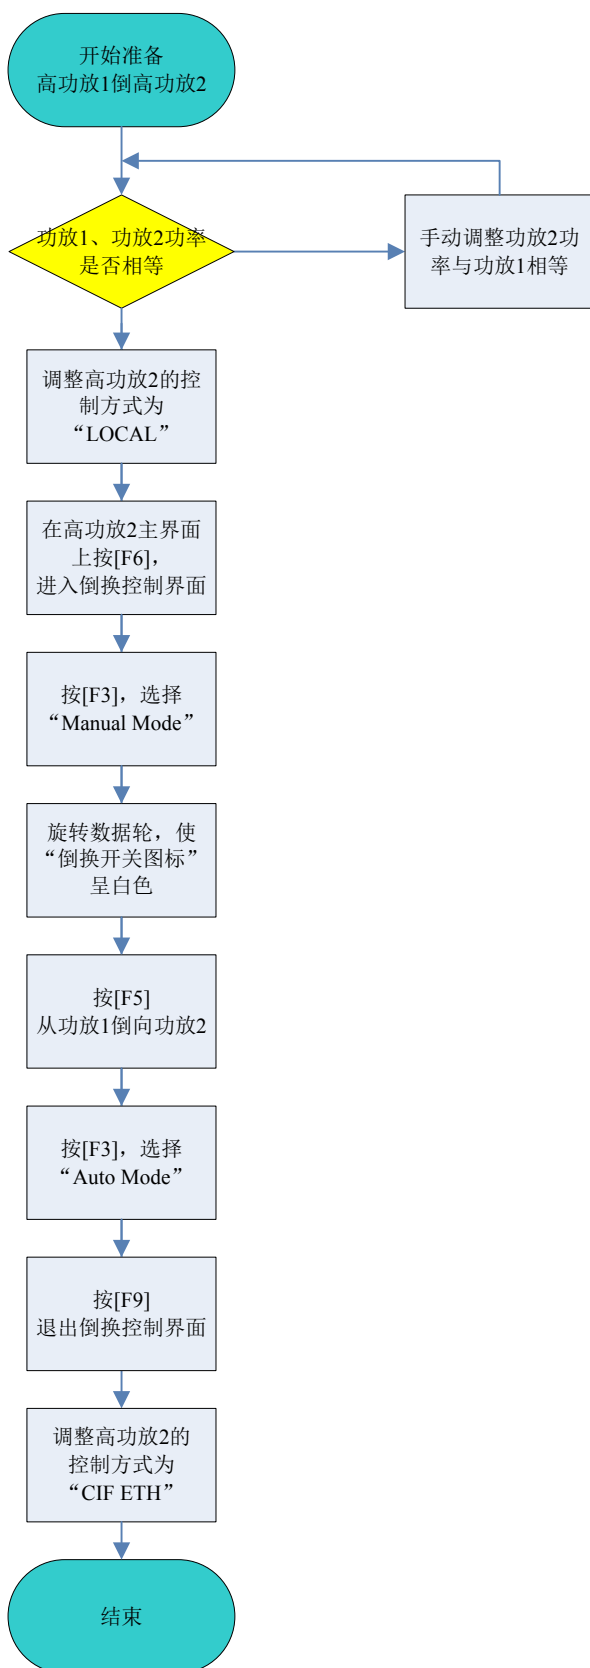 开始准备
高功放1倒高功放2
功放1、功放2功率
是否相等
手动调整功放2功
率与功放1相等
调整高功放2的控
制方式为
“LOCAL”
在高功放2主界面
上按[F6]，
进入倒换控制界面
按[F3]，选择
“Manual Mode”
旋转数据轮，使
“倒换开关图标”
呈白色
按[F5]
从功放1倒向功放2
按[F3]，选择
“Auto Mode”
按[F9]
退出倒换控制界面
调整高功放2的
控制方式为
“CIF ETH”
结束